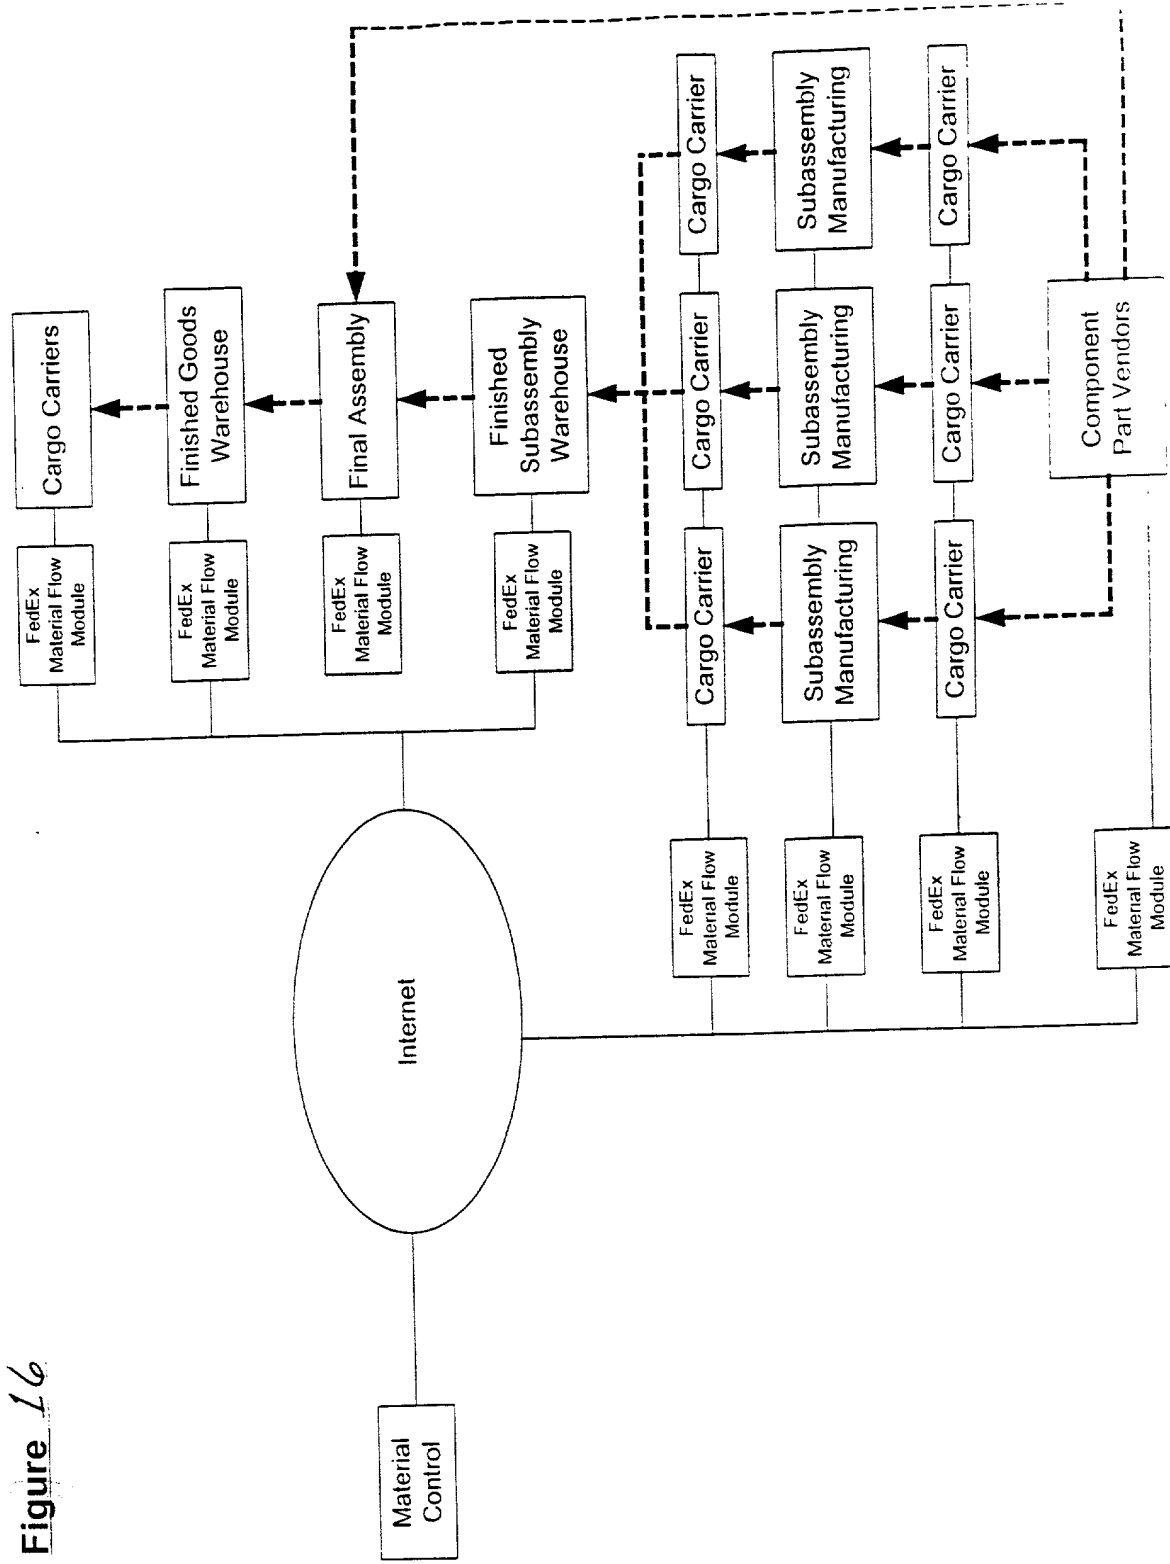 Figure 16
Material
Control
Internet
FedEx
Material Flow
Module
Cargo Carriers
FedEx
Material Flow
Module
Finished Goods
Warehouse
FedEx
Material Flow
Module
Final Assembly
FedEx
Material Flow
Module
Finished
Subassembly
Warehouse
FedEx
Material Flow
Module
Cargo Carrier
Cargo Carrier
Cargo Carrier
FedEx
Material Flow
Module
Subassembly
Manufacturing
Subassembly
Manufacturing
Subassembly
Manufacturing
FedEx
Material Flow
Module
Cargo Carrier
Cargo Carrier
Cargo Carrier
FedEx
Material Flow
Module
Component
Part Vendors